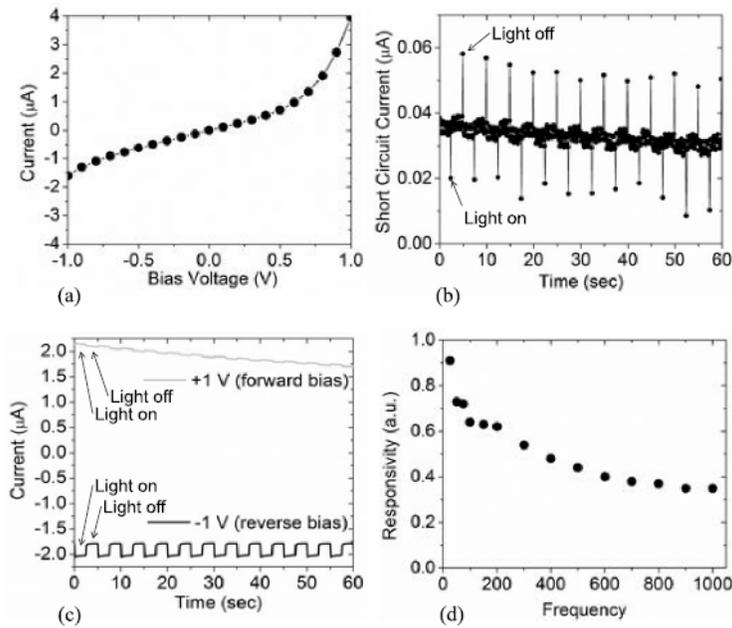 4
3
2
1
0
-1
-2
-3
4
-1.0
-0.5
0.0
0.5
1.0
Current (µA)
Bias Voltage (V)
(a)
Light off
0.06
0.04
0.02
0.00
Light on
0
10
20
30
40
50
60
Short Circuit Current (µA)
Time (sec)
(b)
2.0
1.5
1.0
0.5
0.0
-0.5
-1.0
-1.5
-2.0
Light off
Light on
+1 V (forward bias)
Light on
Light off
-1 V (reverse bias)
0
10
20
30
40
50
60
Current (µA)
Time (sec)
(c)
1.0
0.8
0.6
0.4
0.2
0.0
0
200
400
600
800
1000
Responsivity (a.u.)
Frequency
(d)